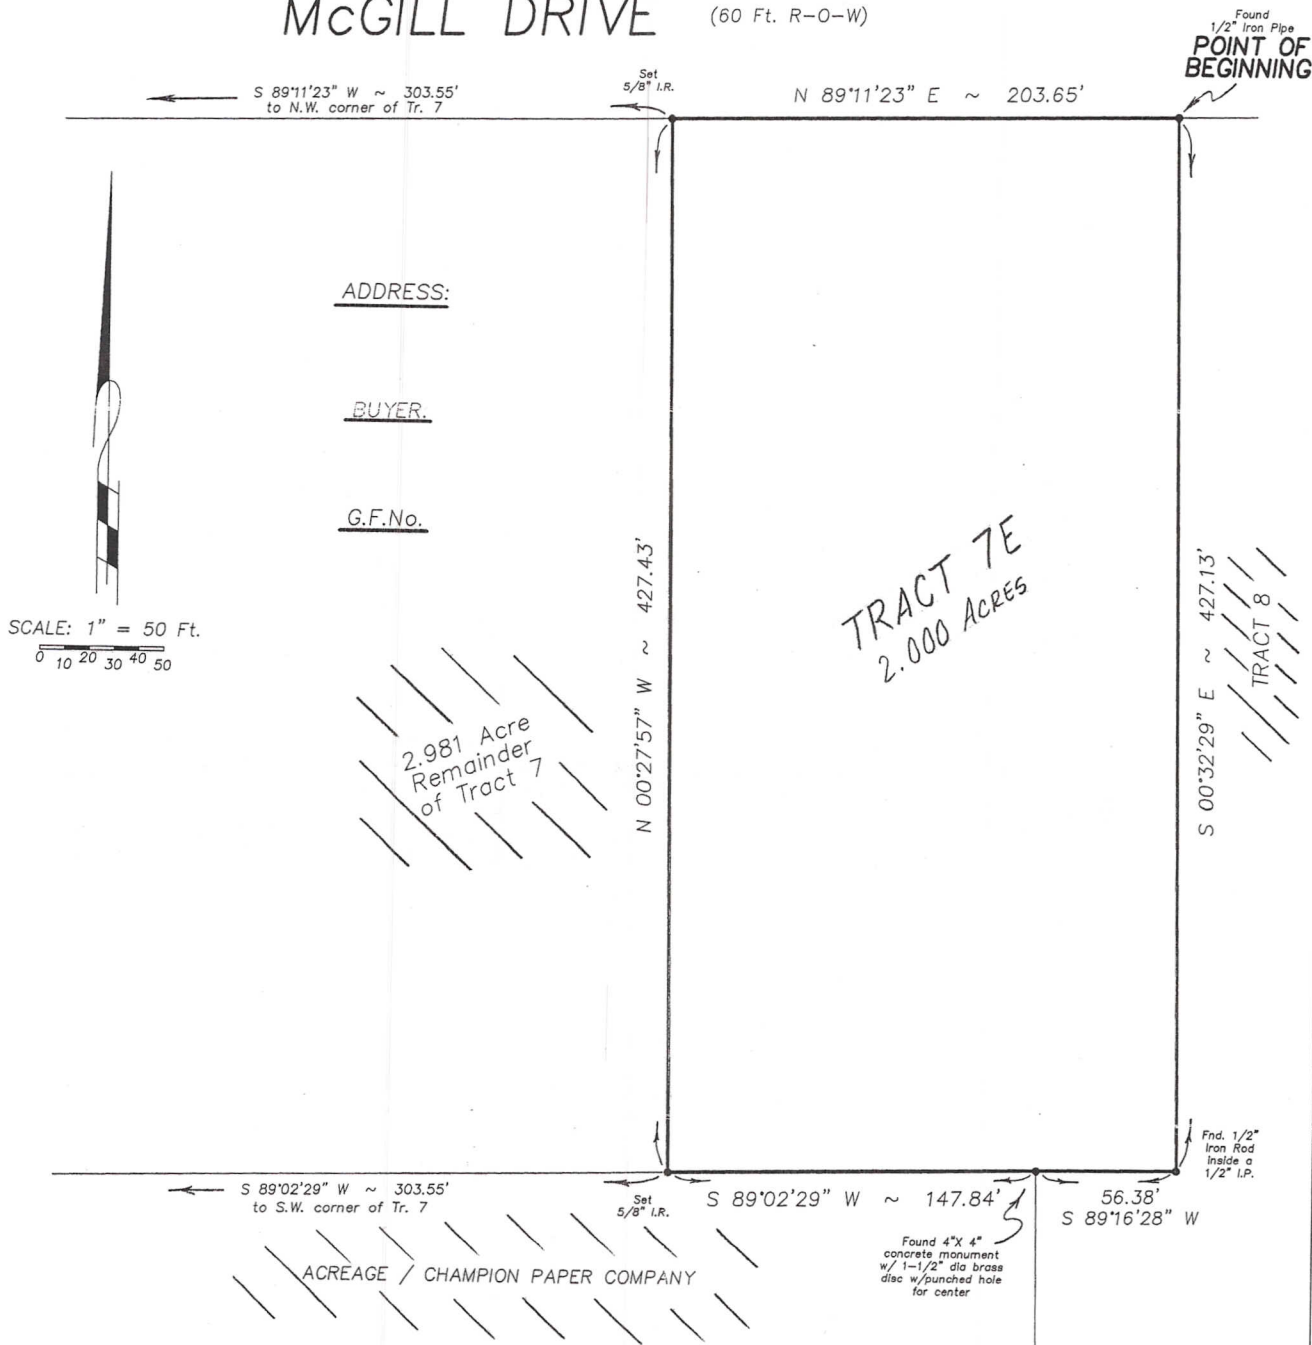 McGILL DRIVE (60 Ft. R-O-W)
Found
1/2" Iron Pipe
POINT OF
BEGINNING
S 89°11'23" W ~ 303.55'
to N.W. corner of Tr. 7
Set
5/8" I.R.
N 89°11'23" E ~ 203.65'
ADDRESS:
BUYER.
G.F.No.
SCALE: 1" = 50 Ft.
0 10 20 30 40 50
2.981 Acre
Remainder
of Tract 7
N 00°27'57" W ~ 427.43'
TRACT 7E
2.000 ACRES
S 00°32'29" E ~ 427.13'
TRACT 8
Fnd. 1/2"
Iron Rod
inside a
1/2" I.P.
S 89°02'29" W ~ 303.55'
to S.W. corner of Tr. 7
Set
5/8" I.R.
S 89°02'29" W ~ 147.84'
56.38'
S 89°16'28" W
Found 4"X 4"
concrete monument
w/ 1-1/2" dia brass
disc w/punched hole
for center
ACREAGE / CHAMPION PAPER COMPANY